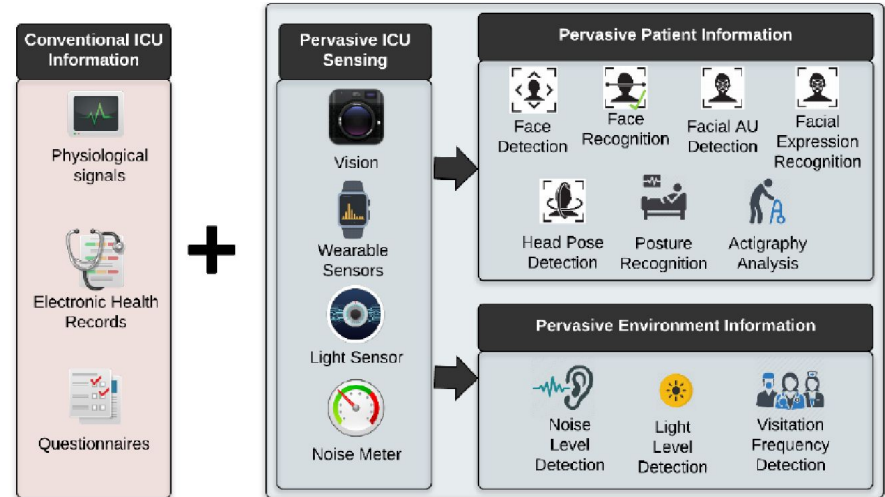 Conventional ICU
Information
Physiological
signals
Electronic Health
Records
Questionnaires
Pervasive ICU
Sensing
Vision
Wearable
Sensors
Light Sensor
Noise Meter
Pervasive Patient Information
Face
Detection
Face
Recognition
Facial AU
Detection
Facial
Expression
Recognition
Head Pose
Detection
Posture
Recognition
Actigraphy
Analysis
Pervasive Environment Information
Noise
Level
Detection
Light
Level
Detection
Visitation
Frequency
Detection